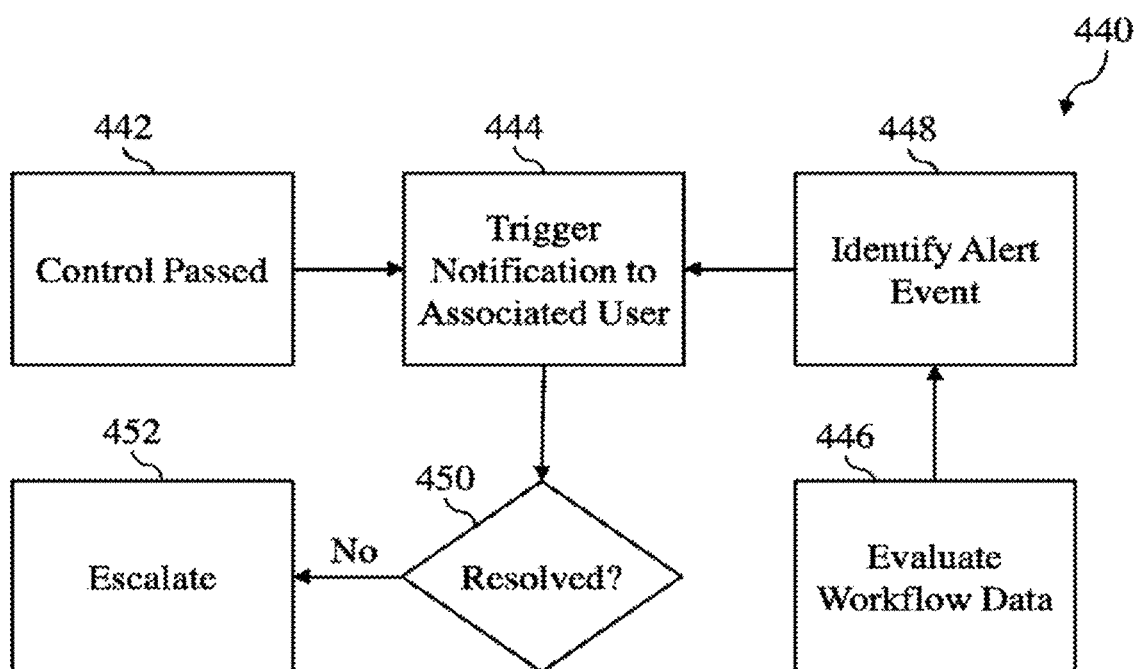 440
442
444
448
Control Passed
Trigger
Notification to
Associated User
Identify Alert
Event
452
450
446
Escalate
No
Resolved?
Evaluate
Workflow Data